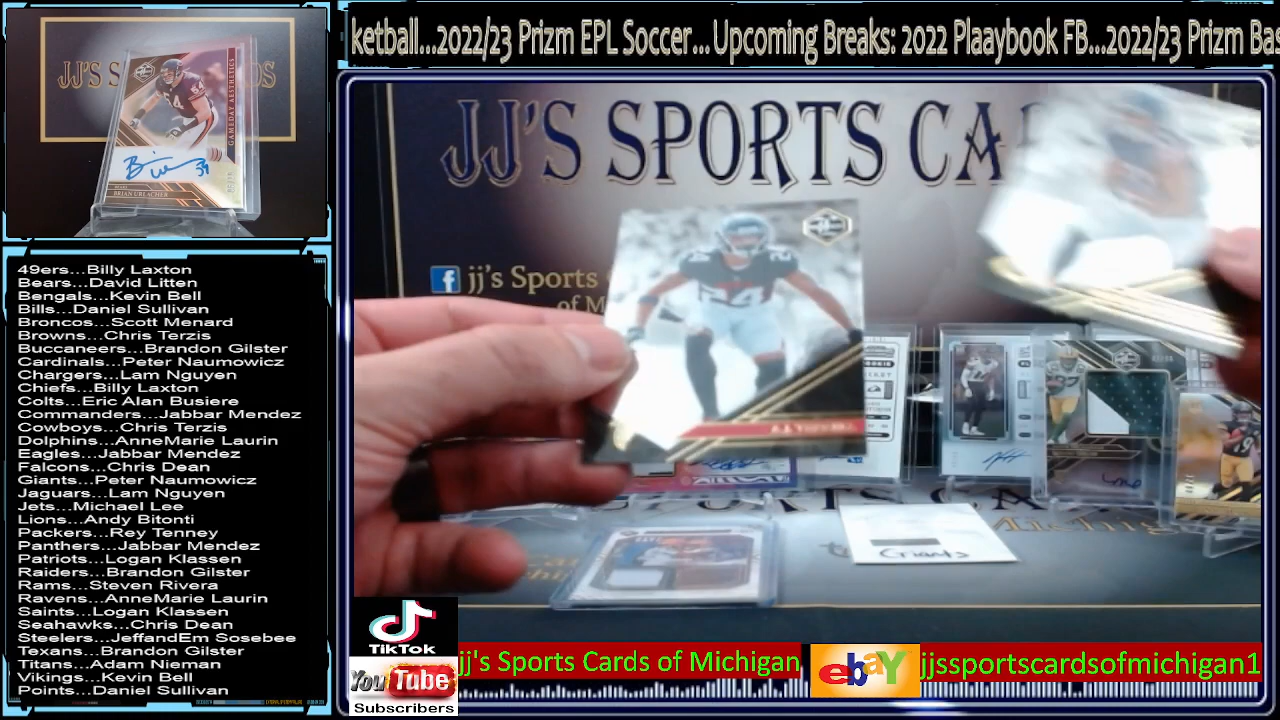 ketball...2022/23 Prizm EPL Soccer...Upcoming Breaks: 2022 Plaaybook FB...2022/23 Prizm Bas
JJ'S
GAMEDAY AESTHETICS
BRIAN URLACHER
JJ'S SPORTS CA
jj's Sports
of M
24
Giants
49ers...Billy Laxton
Bears...David Litten
Bengals...Kevin Bell
Bills...Daniel Sullivan
Broncos...Scott Menard
Browns...Chris Terzis
Buccaneers...Brandon Gilster
Cardinals...Peter Naumowicz
Chargers...Lam Nguyen
Chiefs...Billy Laxton
Colts...Eric Alan Busiere
Commanders...Jabbar Mendez
Cowboys...Chris Terzis
Dolphins...AnneMarie Laurin
Eagles...Jabbar Mendez
Falcons...Chris Dean
Giants...Peter Naumowicz
Jaguars...Lam Nguyen
Jets...Michael Lee
Lions...Andy Bitonti
Packers...Rey Tenney
Panthers...Jabbar Mendez
Patriots...Logan Klassen
Raiders...Brandon Gilster
Rams...Steven Rivera
Ravens...AnneMarie Laurin
Saints...Logan Klassen
Seahawks...Chris Dean
Steelers...JeffandEm Sosebee
Texans...Brandon Gilster
Titans...Adam Nieman
Vikings...Kevin Bell
Points...Daniel Sullivan
TikTok
YouTube
Subscribers
jj's Sports Cards of Michigan
ebay
jjssportscardsofmichigan1